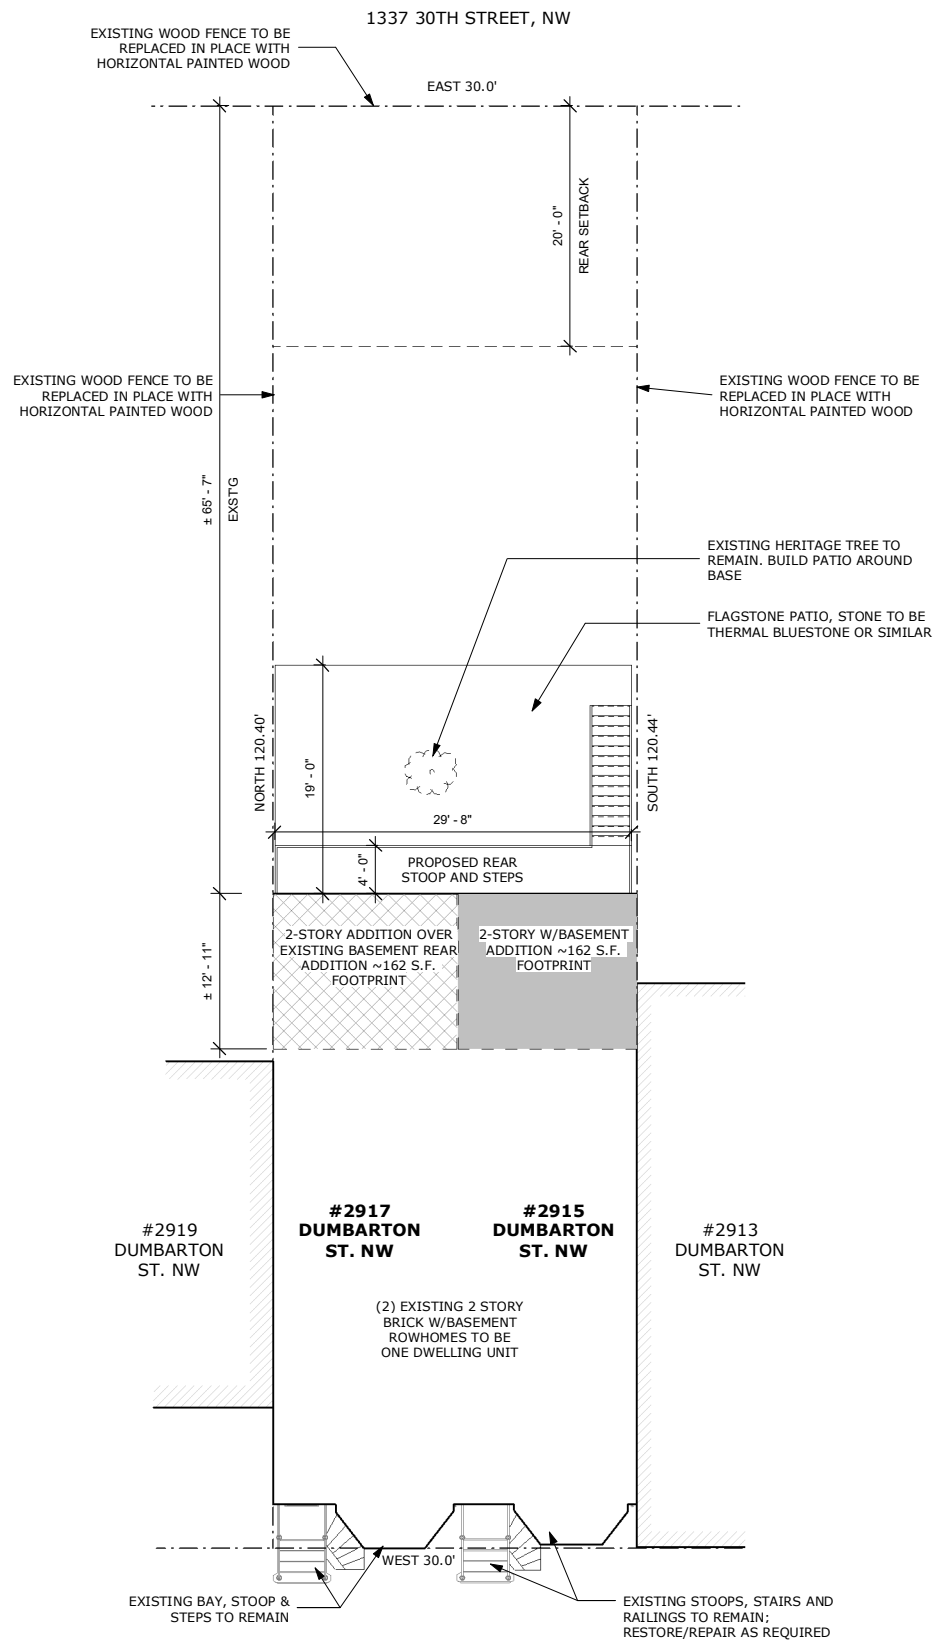 1337 30TH STREET, NW
EXISTING WOOD FENCE TO BE
REPLACED IN PLACE WITH
HORIZONTAL PAINTED WOOD
EAST 30.0'
20' - 0"
REAR SETBACK
EXISTING WOOD FENCE TO BE
REPLACED IN PLACE WITH
HORIZONTAL PAINTED WOOD
EXISTING WOOD FENCE TO BE
REPLACED IN PLACE WITH
HORIZONTAL PAINTED WOOD
± 65' - 7"
EXST'G
EXISTING HERITAGE TREE TO
REMAIN. BUILD PATIO AROUND
BASE
FLAGSTONE PATIO, STONE TO BE
THERMAL BLUESTONE OR SIMILAR
NORTH 120.40'
19' - 0"
SOUTH 120.44'
29' - 8"
4' - 0"
PROPOSED REAR
STOOP AND STEPS
2-STORY ADDITION OVER
EXISTING BASEMENT REAR
ADDITION ~162 S.F.
FOOTPRINT
2-STORY W/BASEMENT
ADDITION ~162 S.F.
FOOTPRINT
± 12' - 11"
#2919
DUMBARTON
ST. NW
#2917
DUMBARTON
ST. NW
#2915
DUMBARTON
ST. NW
#2913
DUMBARTON
ST. NW
(2) EXISTING 2 STORY
BRICK W/BASEMENT
ROWHOMES TO BE
ONE DWELLING UNIT
WEST 30.0'
EXISTING BAY, STOOP &
STEPS TO REMAIN
EXISTING STOOPS, STAIRS AND
RAILINGS TO REMAIN;
RESTORE/REPAIR AS REQUIRED